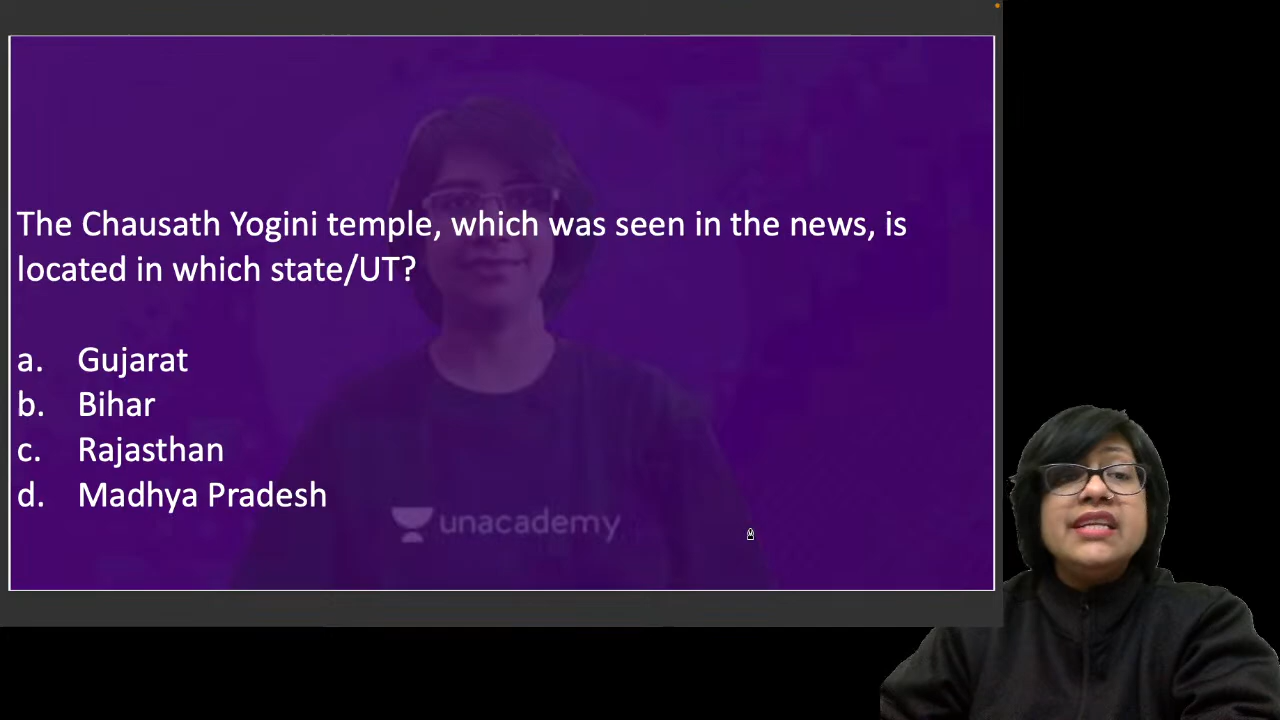 The Chausath Yogini temple, which was seen in the news, is
located in which state/UT?
a. Gujarat
b. Bihar
c. Rajasthan
d. Madhya Pradesh
unacademy